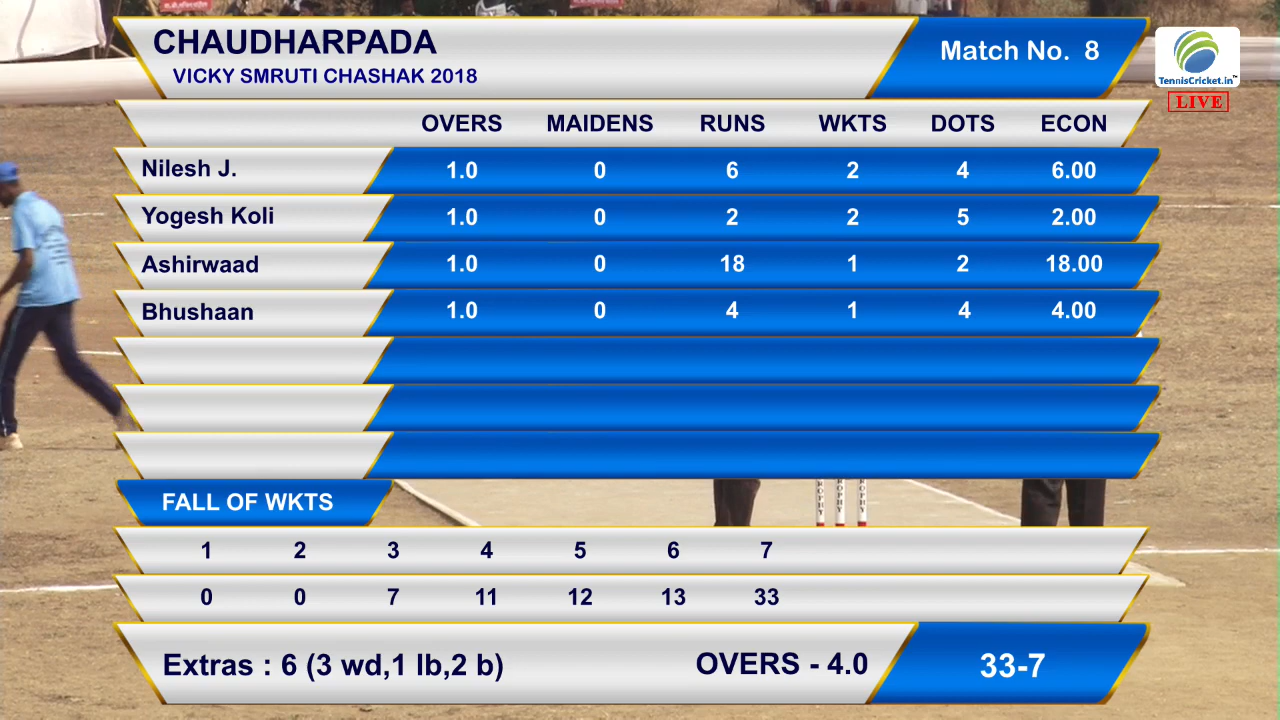 CHAUDHARPADA
VICKY SMRUTI CHASHAK 2018
Match No. 8
TennisCricket.in™
LIVE
OVERS MAIDENS RUNS WKTS DOTS ECON
Nilesh J. 1.0 0 6 2 4 6.00
Yogesh Koli 1.0 0 2 2 5 2.00
Ashirwaad 1.0 0 18 1 2 18.00
Bhushaan 1.0 0 4 1 4 4.00
FALL OF WKTS
1 2 3 4 5 6 7
0 0 7 11 12 13 33
Extras : 6 (3 wd,1 lb,2 b) OVERS - 4.0 33-7